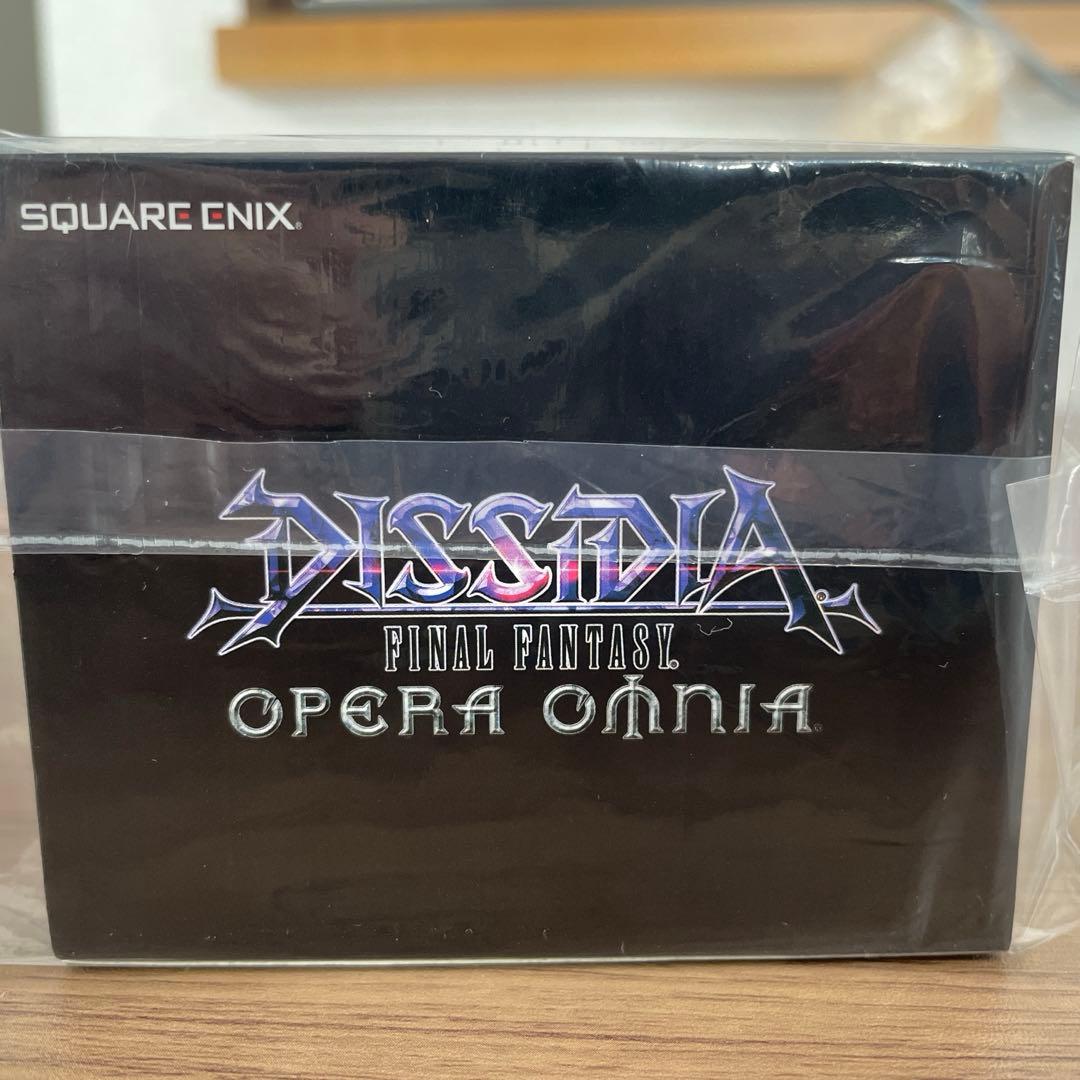 SQUARE ENIX®
DISSIDIA®
FINAL FANTASY®
OPERA OMNIA®